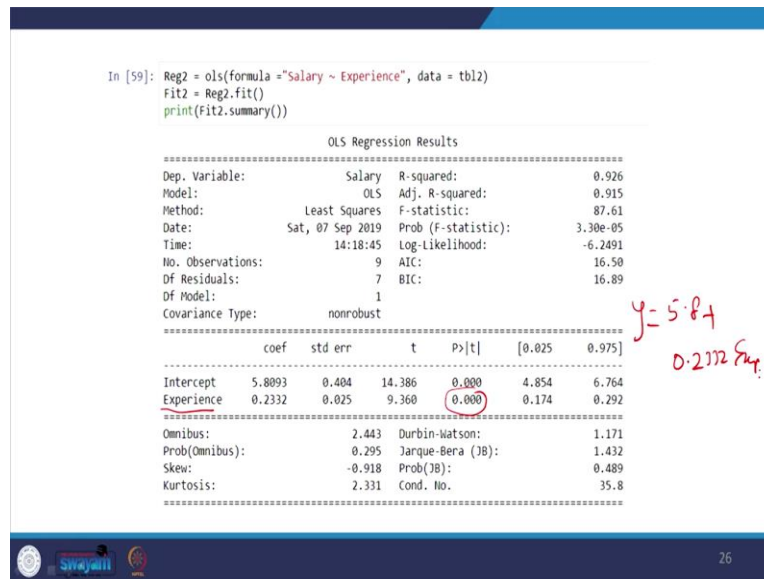 In [59]: Reg2 = ols(formula ="Salary ~ Experience", data = tbl2)
Fit2 = Reg2.fit()
print(Fit2.summary())
OLS Regression Results
==============================================================================
Dep. Variable: Salary R-squared: 0.926
Model: OLS Adj. R-squared: 0.915
Method: Least Squares F-statistic: 87.61
Date: Sat, 07 Sep 2019 Prob (F-statistic): 3.30e-05
Time: 14:18:45 Log-Likelihood: -6.2491
No. Observations: 9 AIC: 16.50
Df Residuals: 7 BIC: 16.89
Df Model: 1
Covariance Type: nonrobust
==============================================================================
coef std err t P>|t| [0.025 0.975]
------------------------------------------------------------------------------
Intercept 5.8093 0.404 14.386 0.000 4.854 6.764
Experience 0.2332 0.025 9.360 0.000 0.174 0.292
==============================================================================
Omnibus: 2.443 Durbin-Watson: 1.171
Prob(Omnibus): 0.295 Jarque-Bera (JB): 1.432
Skew: -0.918 Prob(JB): 0.489
Kurtosis: 2.331 Cond. No. 35.8
==============================================================================
y = 5.8 +
0.2332 Exp.
swayam
26